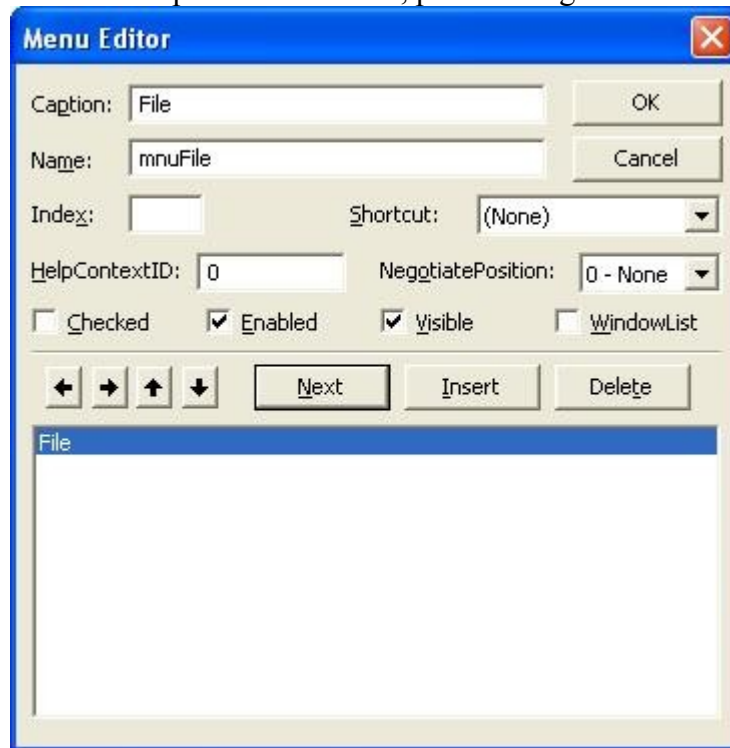 Menu Editor
Caption: File OK
Name: mnuFile Cancel
Index: Shortcut: (None)
HelpContextID: 0 NegotiatePosition: 0 - None
Checked Enabled Visible WindowList
Next Insert Delete
File